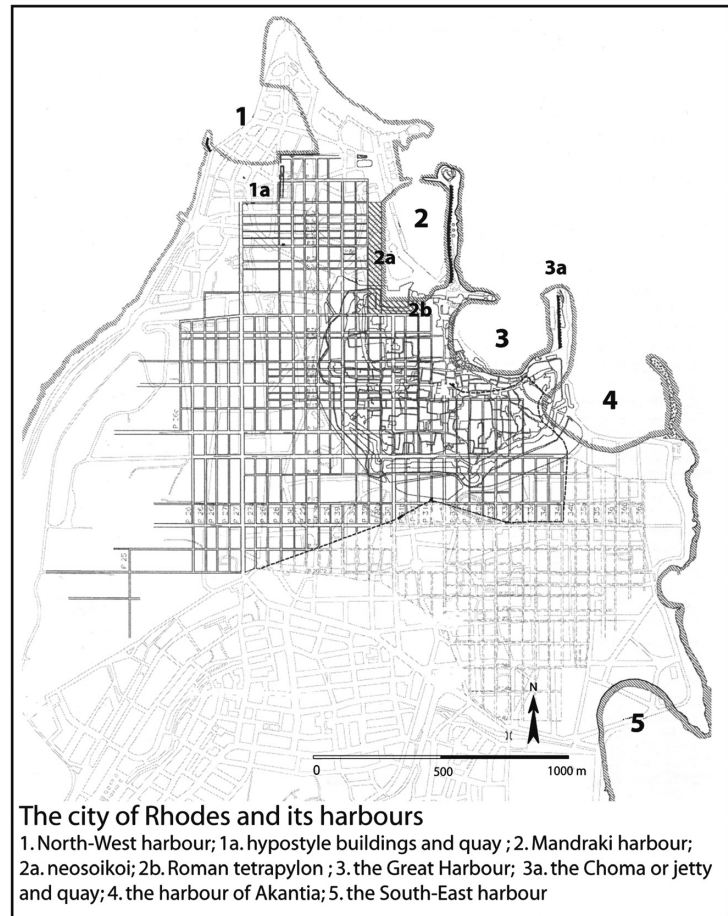 1
1a
2
2a
3a
2b
3
4
N
5
0
500
1000 m
The city of Rhodes and its harbours
1. North-West harbour; 1a. hypostyle buildings and quay ; 2. Mandraki harbour;
2a. neosoikoi; 2b. Roman tetrapylon ; 3. the Great Harbour; 3a. the Choma or jetty
and quay; 4. the harbour of Akantia; 5. the South-East harbour